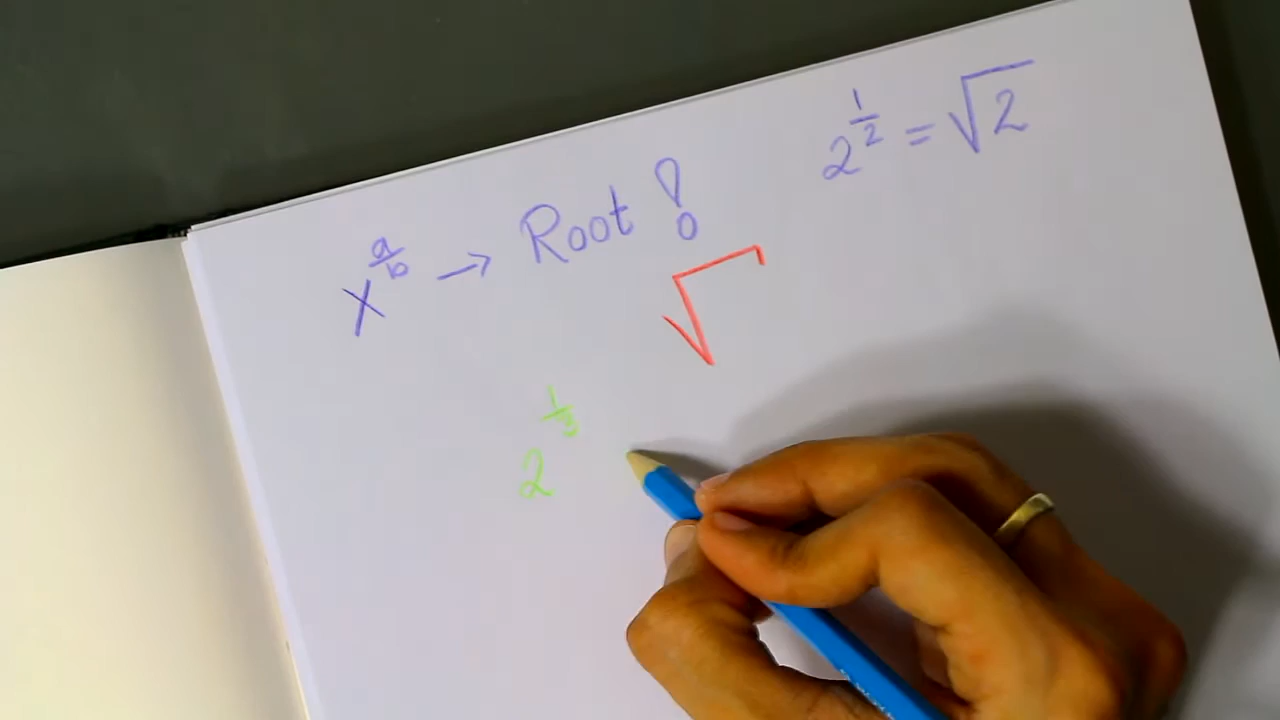 2^{1/2} = √2
x^{a/b} → Root !
√
2^{1/3}